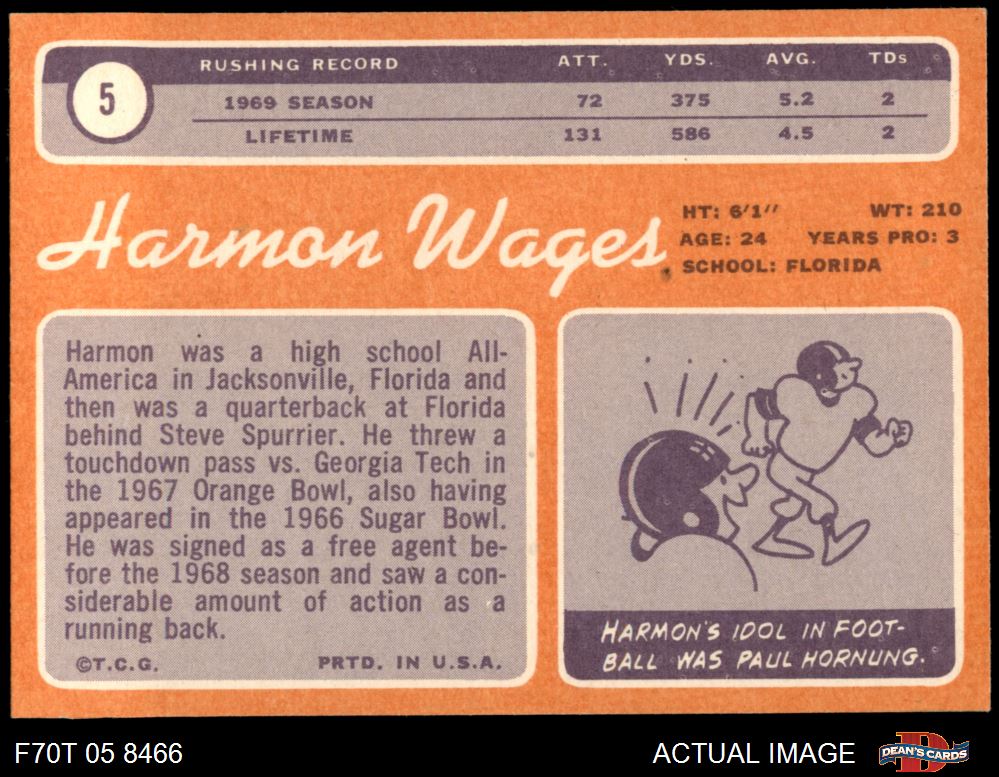 RUSHING RECORD ATT. YDS. AVG. TDs
5
1969 SEASON 72 375 5.2 2
LIFETIME 131 586 4.5 2
Harmon Wages
HT: 6'1" WT: 210
AGE: 24 YEARS PRO: 3
SCHOOL: FLORIDA
Harmon was a high school All-
America in Jacksonville, Florida and
then was a quarterback at Florida
behind Steve Spurrier. He threw a
touchdown pass vs. Georgia Tech in
the 1967 Orange Bowl, also having
appeared in the 1966 Sugar Bowl.
He was signed as a free agent be-
fore the 1968 season and saw a con-
siderable amount of action as a
running back.
©T.C.G. PRTD. IN U.S.A.
HARMON'S IDOL IN FOOT-
BALL WAS PAUL HORNUNG.
F70T 05 8466 ACTUAL IMAGE
D
DEAN'S CARDS